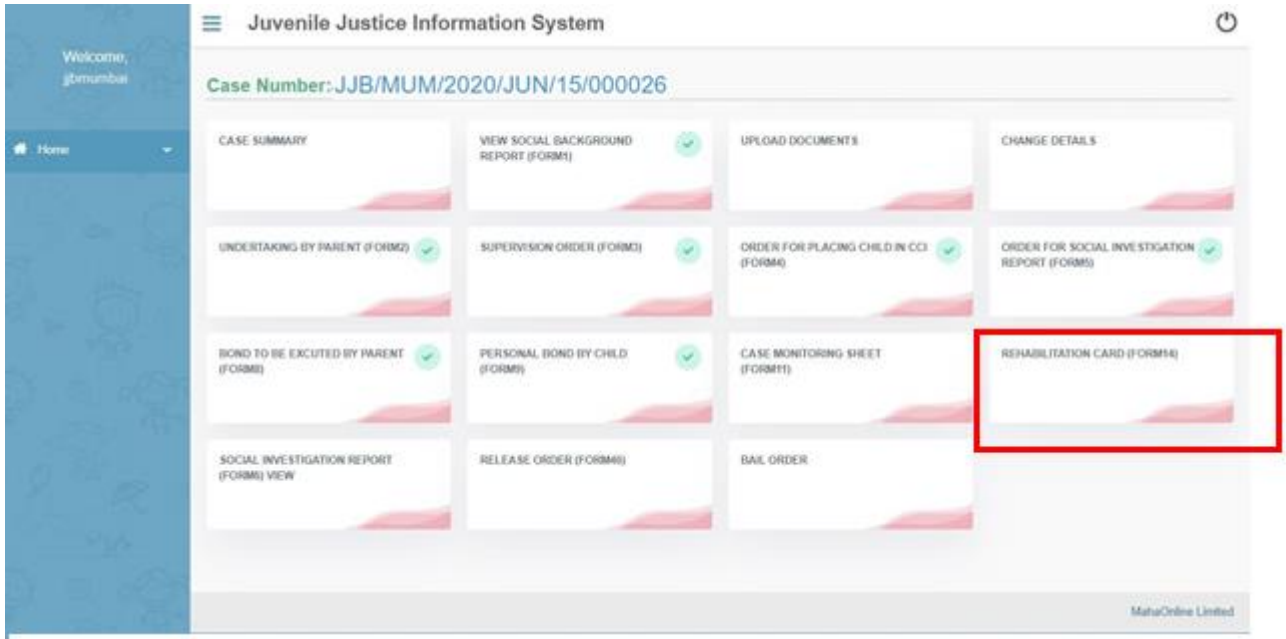 Juvenile Justice Information System
Welcome,
jjbmumbai
Case Number: JJB/MUM/2020/JUN/15/000026
Home
CASE SUMMARY
VIEW SOCIAL BACKGROUND
REPORT (FORM1)
UPLOAD DOCUMENTS
CHANGE DETAILS
UNDERTAKING BY PARENT (FORM2)
SUPERVISION ORDER (FORM3)
ORDER FOR PLACING CHILD IN CCI
(FORM4)
ORDER FOR SOCIAL INVESTIGATION
REPORT (FORM5)
BOND TO BE EXCUTED BY PARENT
(FORM8)
PERSONAL BOND BY CHILD
(FORM9)
CASE MONITORING SHEET
(FORM11)
REHABILITATION CARD (FORM14)
SOCIAL INVESTIGATION REPORT
(FORM6) VIEW
RELEASE ORDER (FORM46)
BAIL ORDER
MahaOnline Limited